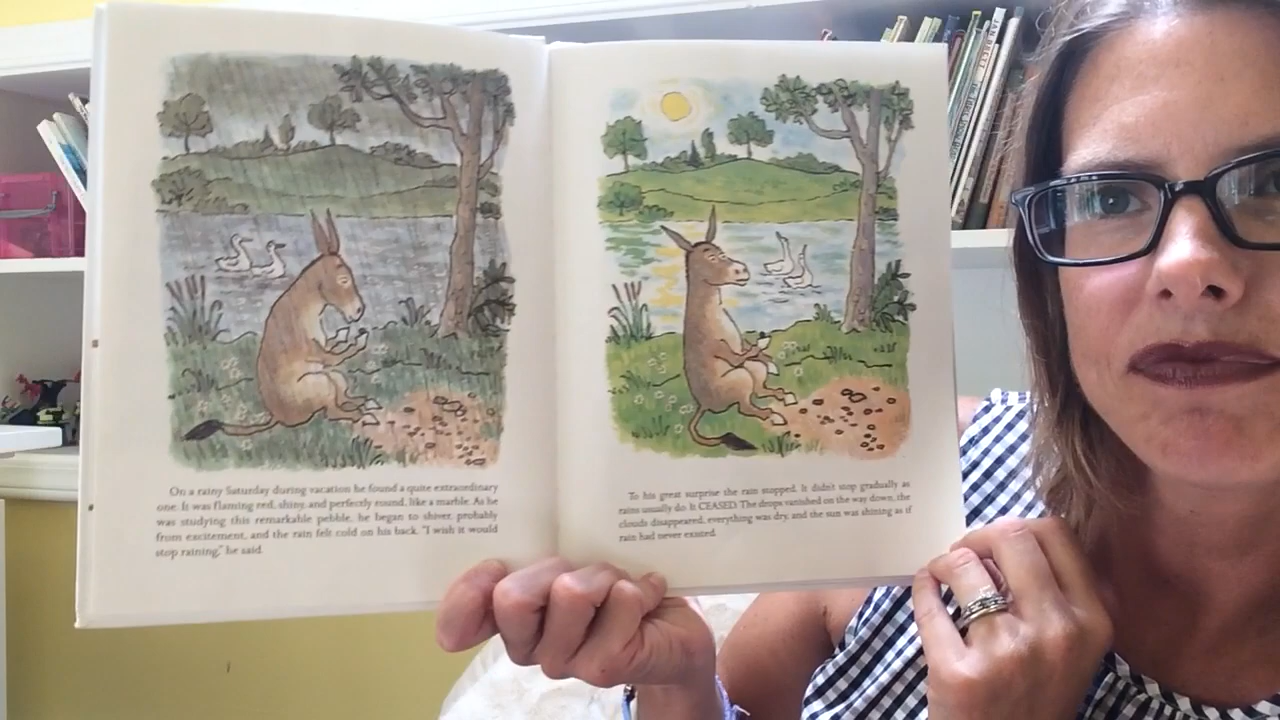 On a rainy Saturday during vacation he found a quite extraordinary
one. It was flaming red, shiny, and perfectly round, like a marble. As he
was studying this remarkable pebble, he began to shiver, probably
from excitement, and the rain felt cold on his back. "I wish it would
stop raining," he said.
To his great surprise the rain stopped. It didn't stop gradually as
rains usually do. It CEASED. The drops vanished on the way down, the
clouds disappeared, everything was dry, and the sun was shining as if
rain had never existed.
JAN BRETT